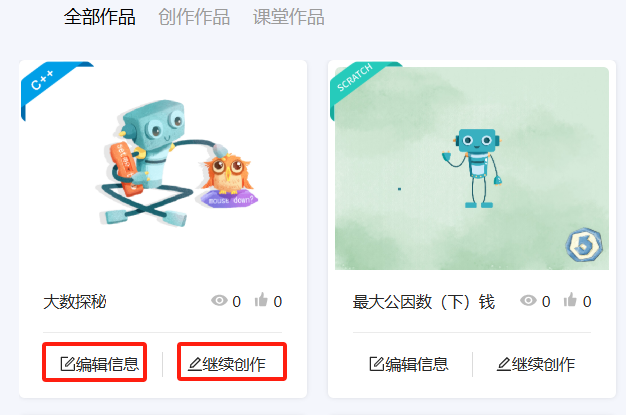 全部作品 创作作品 课堂作品
C++
SCRATCH
大数探秘 0 0
最大公因数（下）钱 0 0
编辑信息 继续创作
编辑信息 继续创作